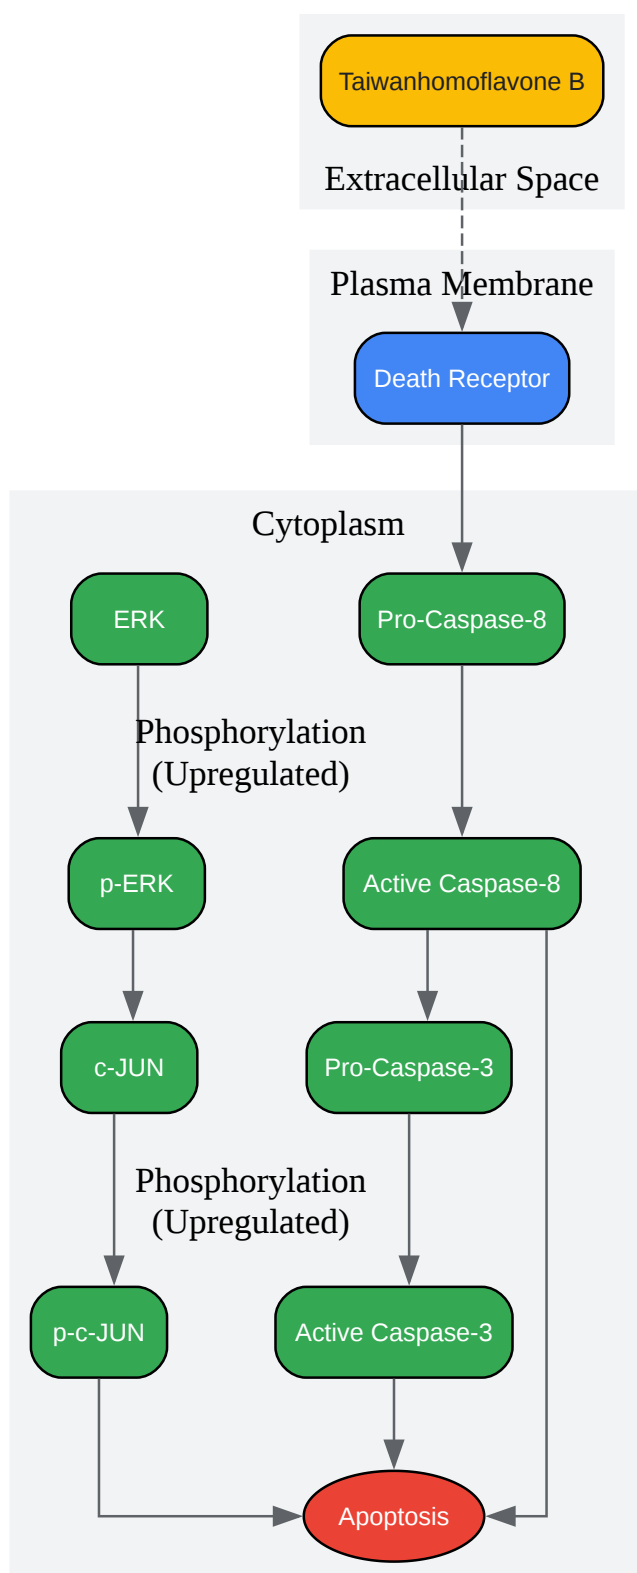 Taiwanhomoflavone B
Extracellular Space
Plasma Membrane
Death Receptor
Cytoplasm
ERK
Pro-Caspase-8
Phosphorylation
(Upregulated)
p-ERK
Active Caspase-8
c-JUN
Pro-Caspase-3
Phosphorylation
(Upregulated)
p-c-JUN
Active Caspase-3
Apoptosis